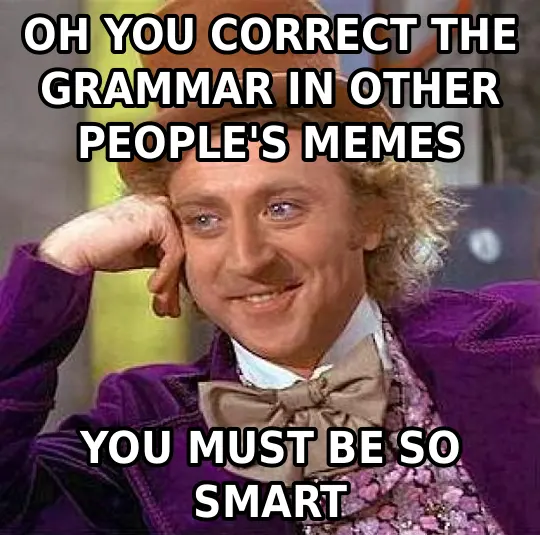 OH YOU CORRECT THE
GRAMMAR IN OTHER
PEOPLE'S MEMES
YOU MUST BE SO
SMART